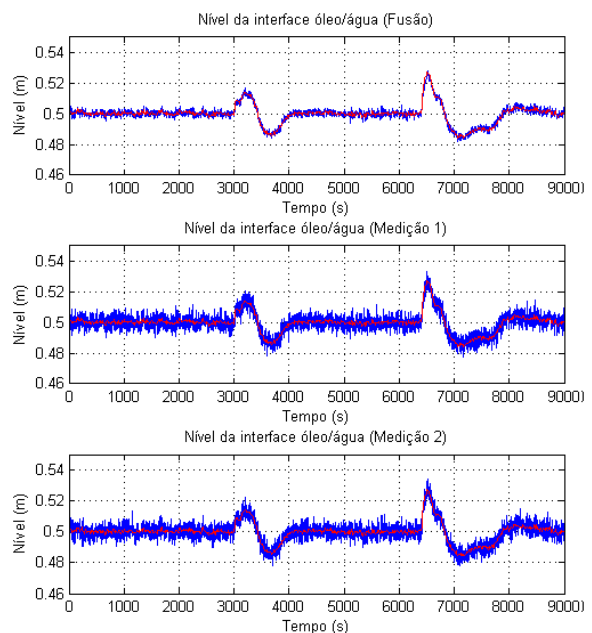 Nível da interface óleo/água (Fusão)
0.54
0.52
0.5
0.48
0.46
Nível (m)
0 1000 2000 3000 4000 5000 6000 7000 8000 9000
Tempo (s)
Nível da interface óleo/água (Medição 1)
0.54
0.52
0.5
0.48
0.46
Nível (m)
0 1000 2000 3000 4000 5000 6000 7000 8000 9000
Tempo (s)
Nível da interface óleo/água (Medição 2)
0.54
0.52
0.5
0.48
0.46
Nível (m)
0 1000 2000 3000 4000 5000 6000 7000 8000 9000
Tempo (s)